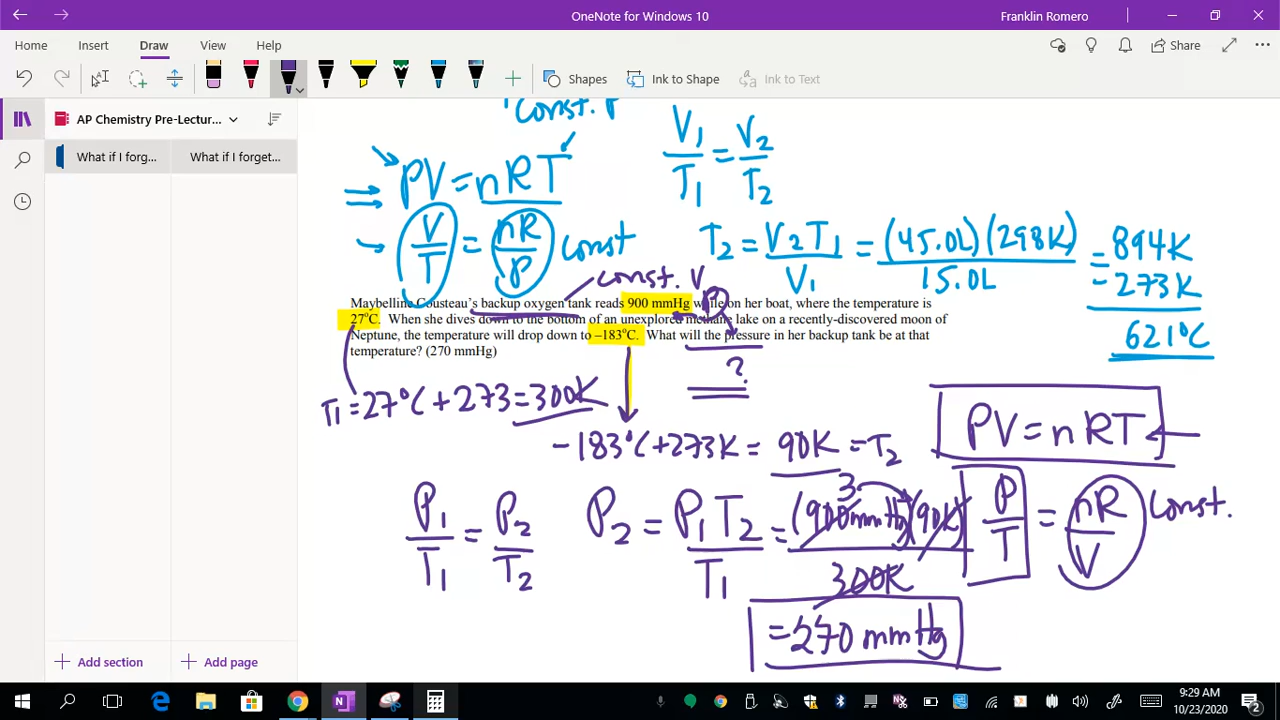 OneNote for Windows 10
Franklin Romero
Home Insert Draw View Help
Share
Shapes
Ink to Shape
Ink to Text
AP Chemistry Pre-Lectur...
What if I forg...
What if I forget...
Const. P
PV = nRT
V/T = nR/P const
V1/T1 = V2/T2
T2 = V2T1/V1 = (45.0L)(298K)/15.0L = 894K
- 273K
621°C
const. V
Maybelline Cousteau's backup oxygen tank reads 900 mmHg while on her boat, where the temperature is
27°C. When she dives down to the bottom of an unexplored methane lake on a recently-discovered moon of
Neptune, the temperature will drop down to –183°C. What will the pressure in her backup tank be at that
temperature? (270 mmHg)
P
?
T1 = 27°C + 273 = 300K
-183°C + 273K = 90K = T2
PV = nRT
P/T = nR/V const.
P1/T1 = P2/T2
P2 = P1T2/T1 = (900mmHg)(90K)/300K
3
= 270 mmHg
Add section
Add page
9:29 AM
10/23/2020
2